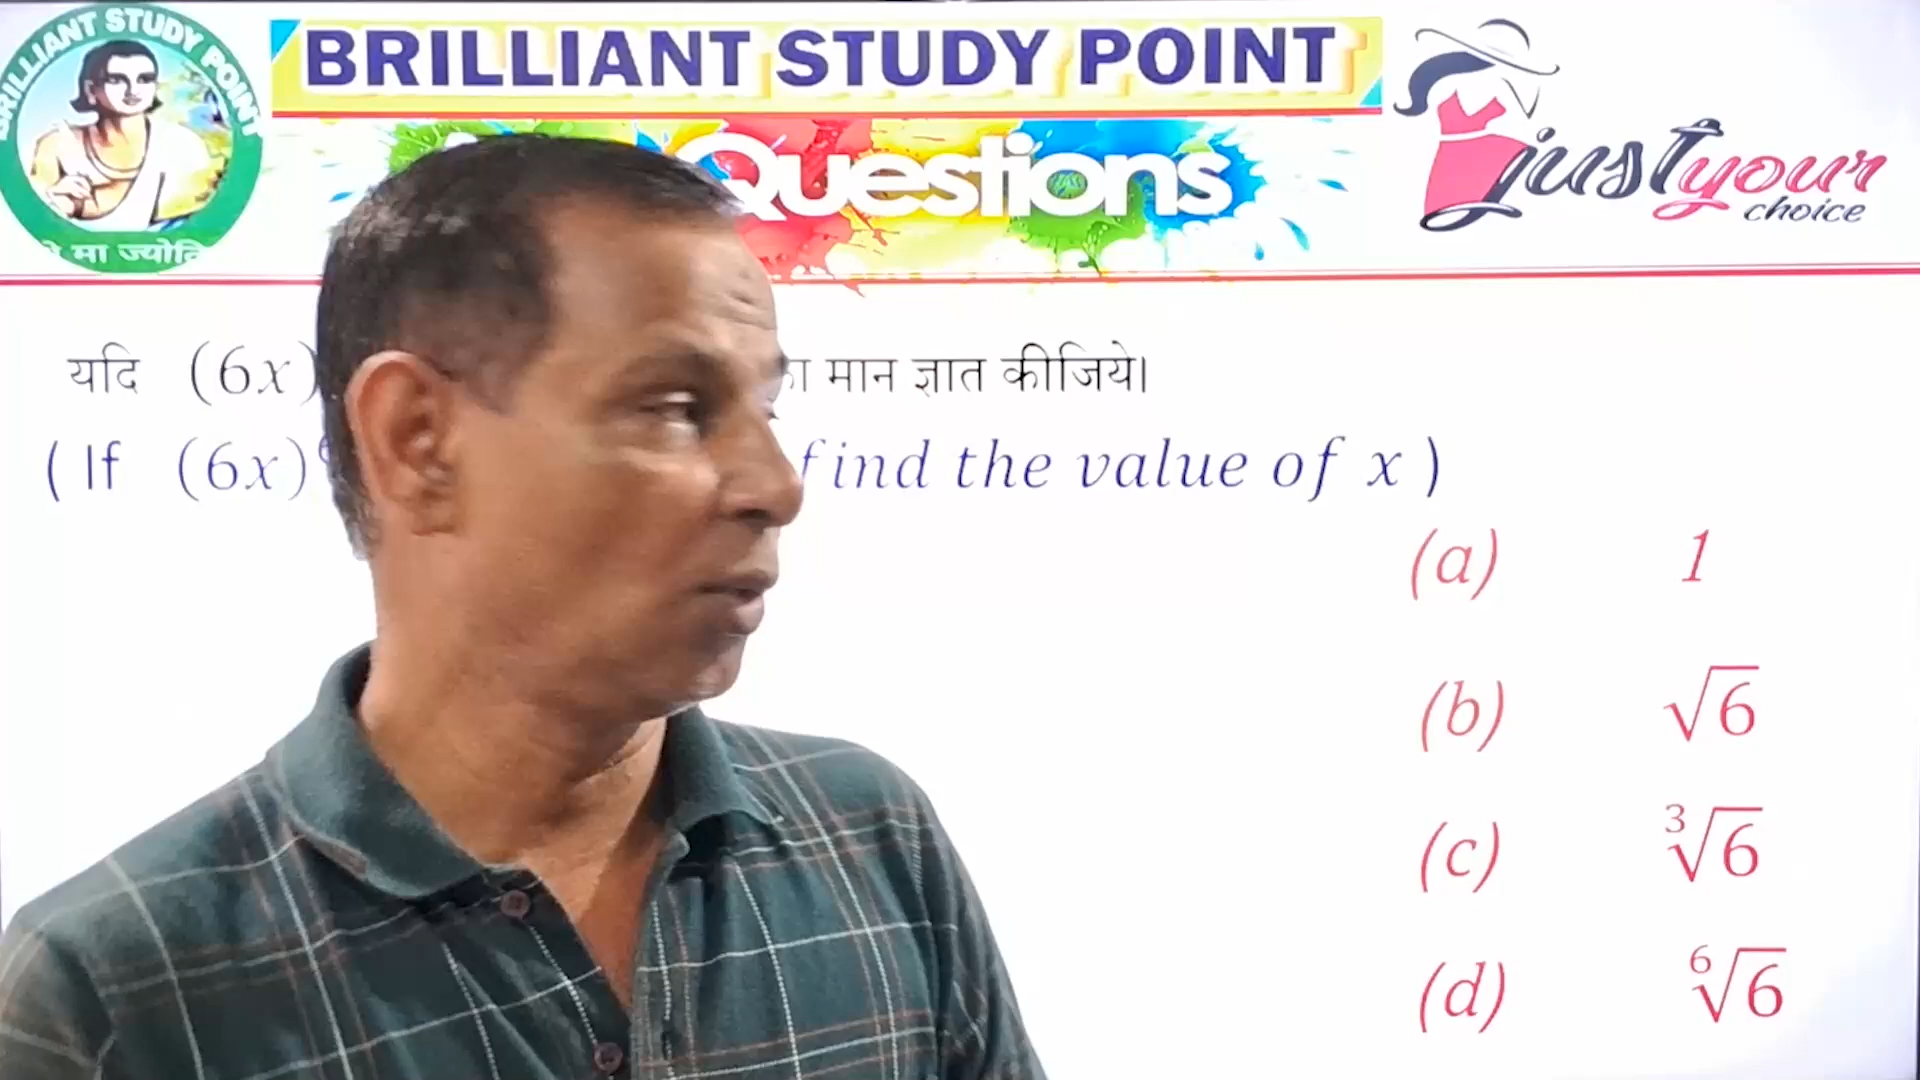 BRILLIANT STUDY POINT
BRILLIANT STUDY POINT
just your
choice
Questions
मा ज्योति
यदि (6x) मान ज्ञात कीजिये।
( If (6x) find the value of x )
(a) 1
(b) √6
(c) ∛6
(d) ⁶√6